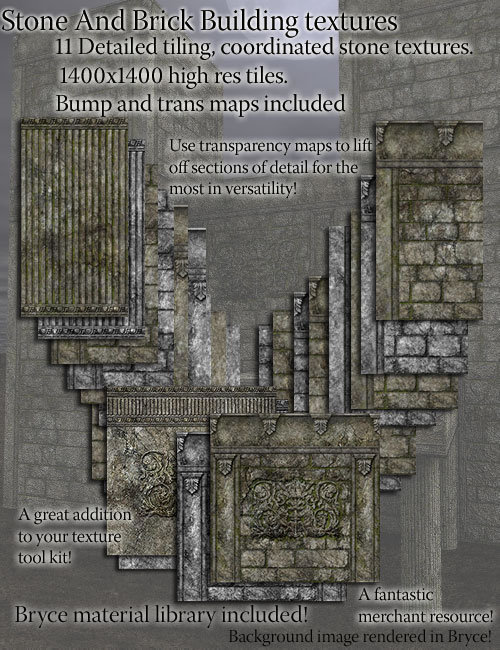 Stone And Brick Building textures
11 Detailed tiling, coordinated stone textures.
1400x1400 high res tiles.
Bump and trans maps included
Use transparency maps to lift
off sections of detail for the
most in versatility!
A great addition
to your texture
tool kit!
A fantastic
merchant resource!
Bryce material library included!
Background image rendered in Bryce!